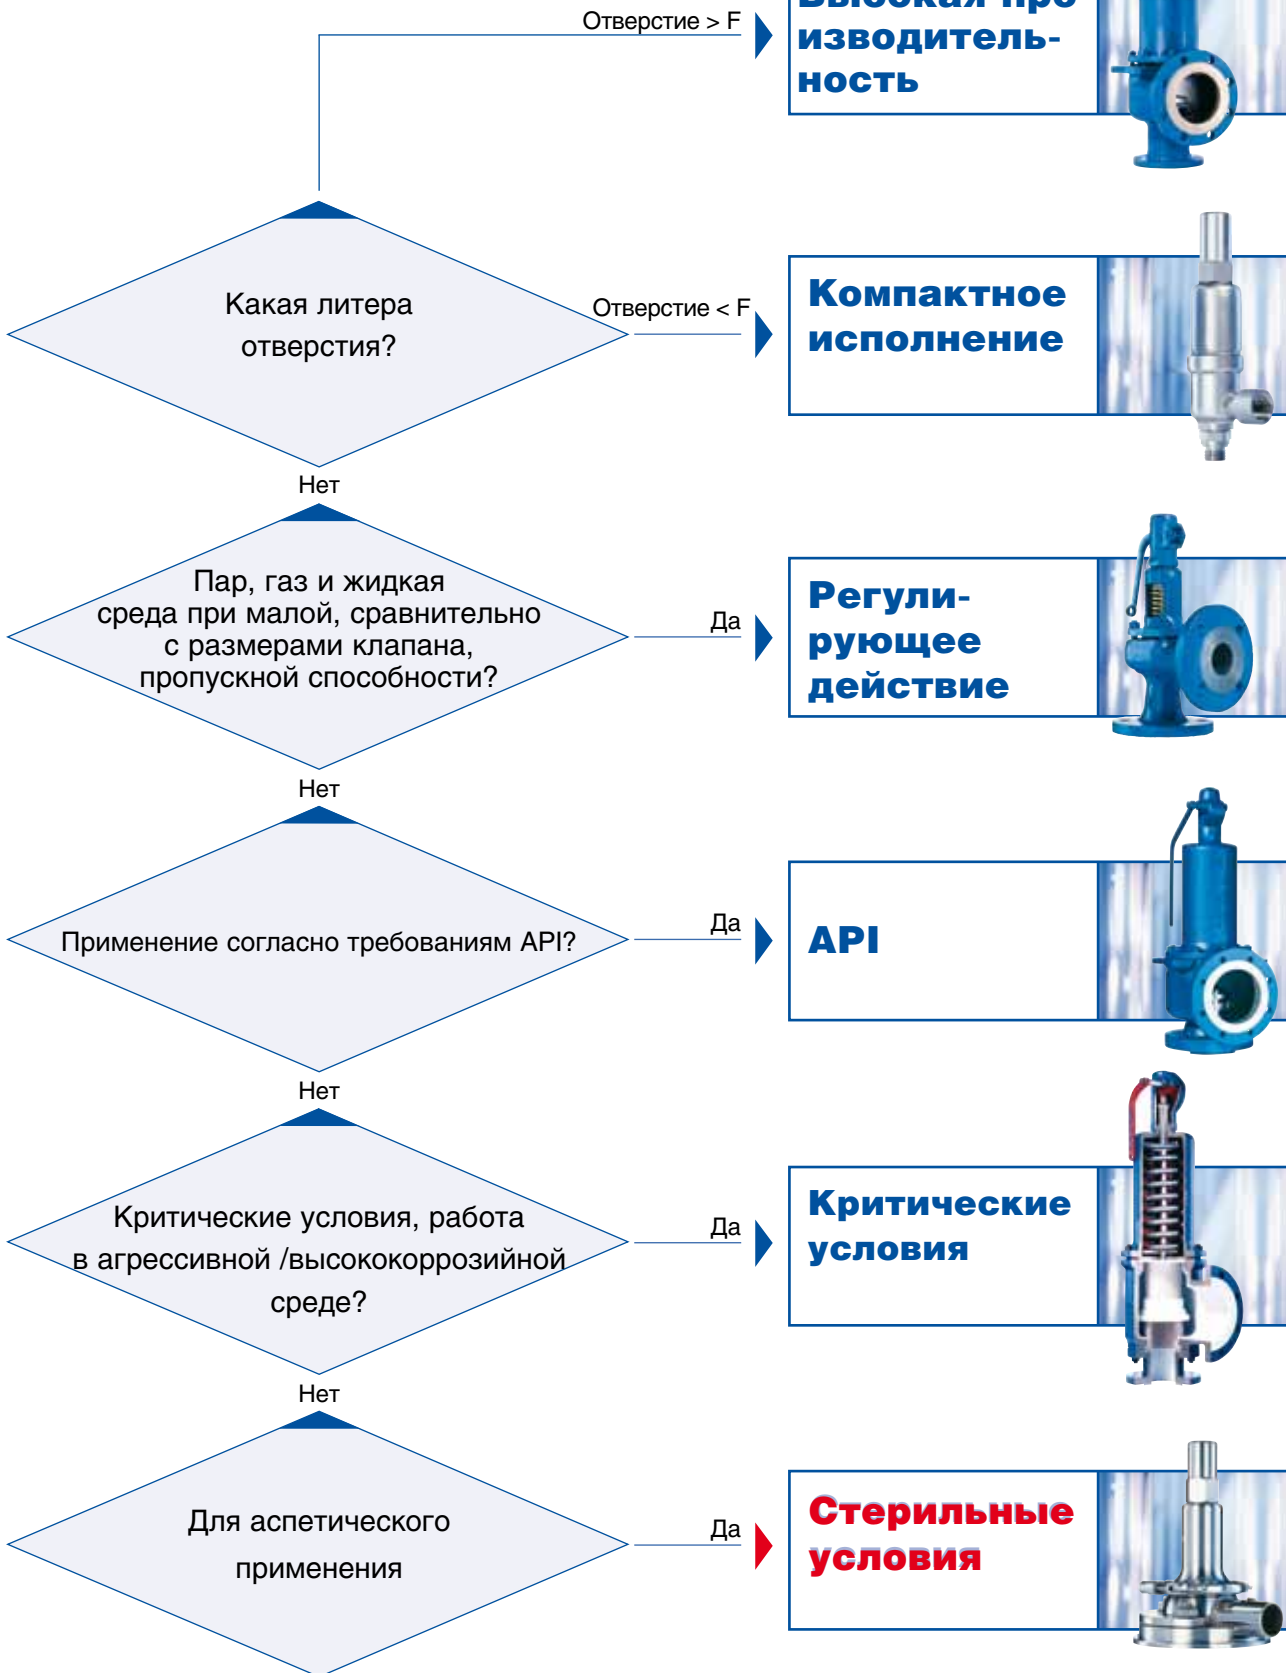 Отверстие > F
изводитель-
ность
Какая литера
отверстия?
Отверстие < F
Компактное
исполнение
Нет
Пар, газ и жидкая
среда при малой, сравнительно
с размерами клапана,
пропускной способности?
Да
Регули-
рующее
действие
Нет
Применение согласно требованиям API?
Да
API
Нет
Критические условия, работа
в агрессивной /высококоррозийной
среде?
Да
Критические
условия
Нет
Для аспетического
применения
Да
Стерильные
условия